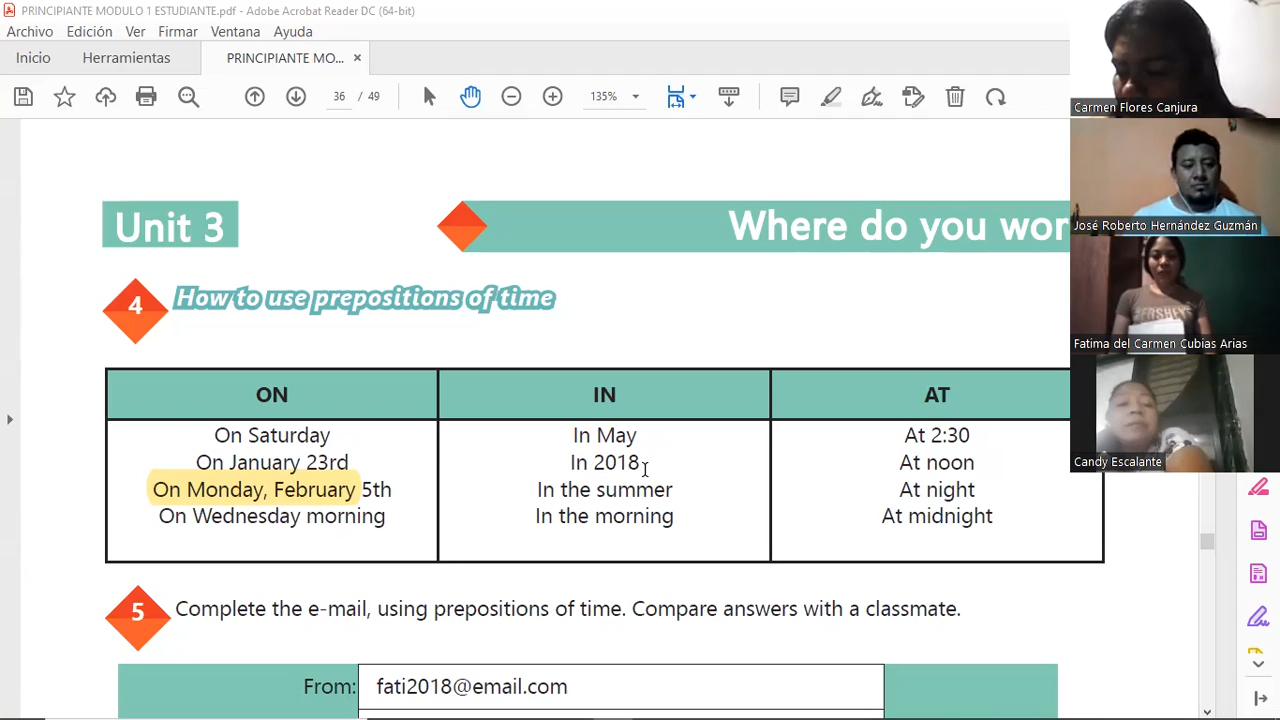 PRINCIPIANTE MODULO 1 ESTUDIANTE.pdf - Adobe Acrobat Reader DC (64-bit)
Archivo Edición Ver Firmar Ventana Ayuda
Inicio Herramientas PRINCIPIANTE MO... ×
36 / 49 135%
Unit 3 Where do you wor
4 How to use prepositions of time
ON IN AT
On Saturday In May At 2:30
On January 23rd In 2018 At noon
On Monday, February 5th In the summer At night
On Wednesday morning In the morning At midnight
5 Complete the e-mail, using prepositions of time. Compare answers with a classmate.
From: fati2018@email.com
Carmen Flores Canjura
José Roberto Hernández Guzmán
HERSHEY'S
Fatima del Carmen Cubias Arias
Candy Escalante